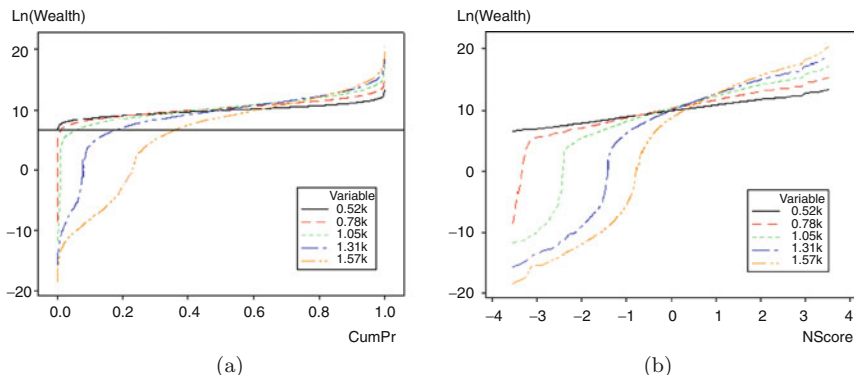 Ln(Wealth)
20
10
0
−10
−20
0.0 0.2 0.4 0.6 0.8 1.0
CumPr
Variable
0.52k
0.78k
1.05k
1.31k
1.57k
(a)
Ln(Wealth)
20
10
0
−10
−20
−4 −3 −2 −1 0 1 2 3 4
NScore
Variable
0.52k
0.78k
1.05k
1.31k
1.57k
(b)